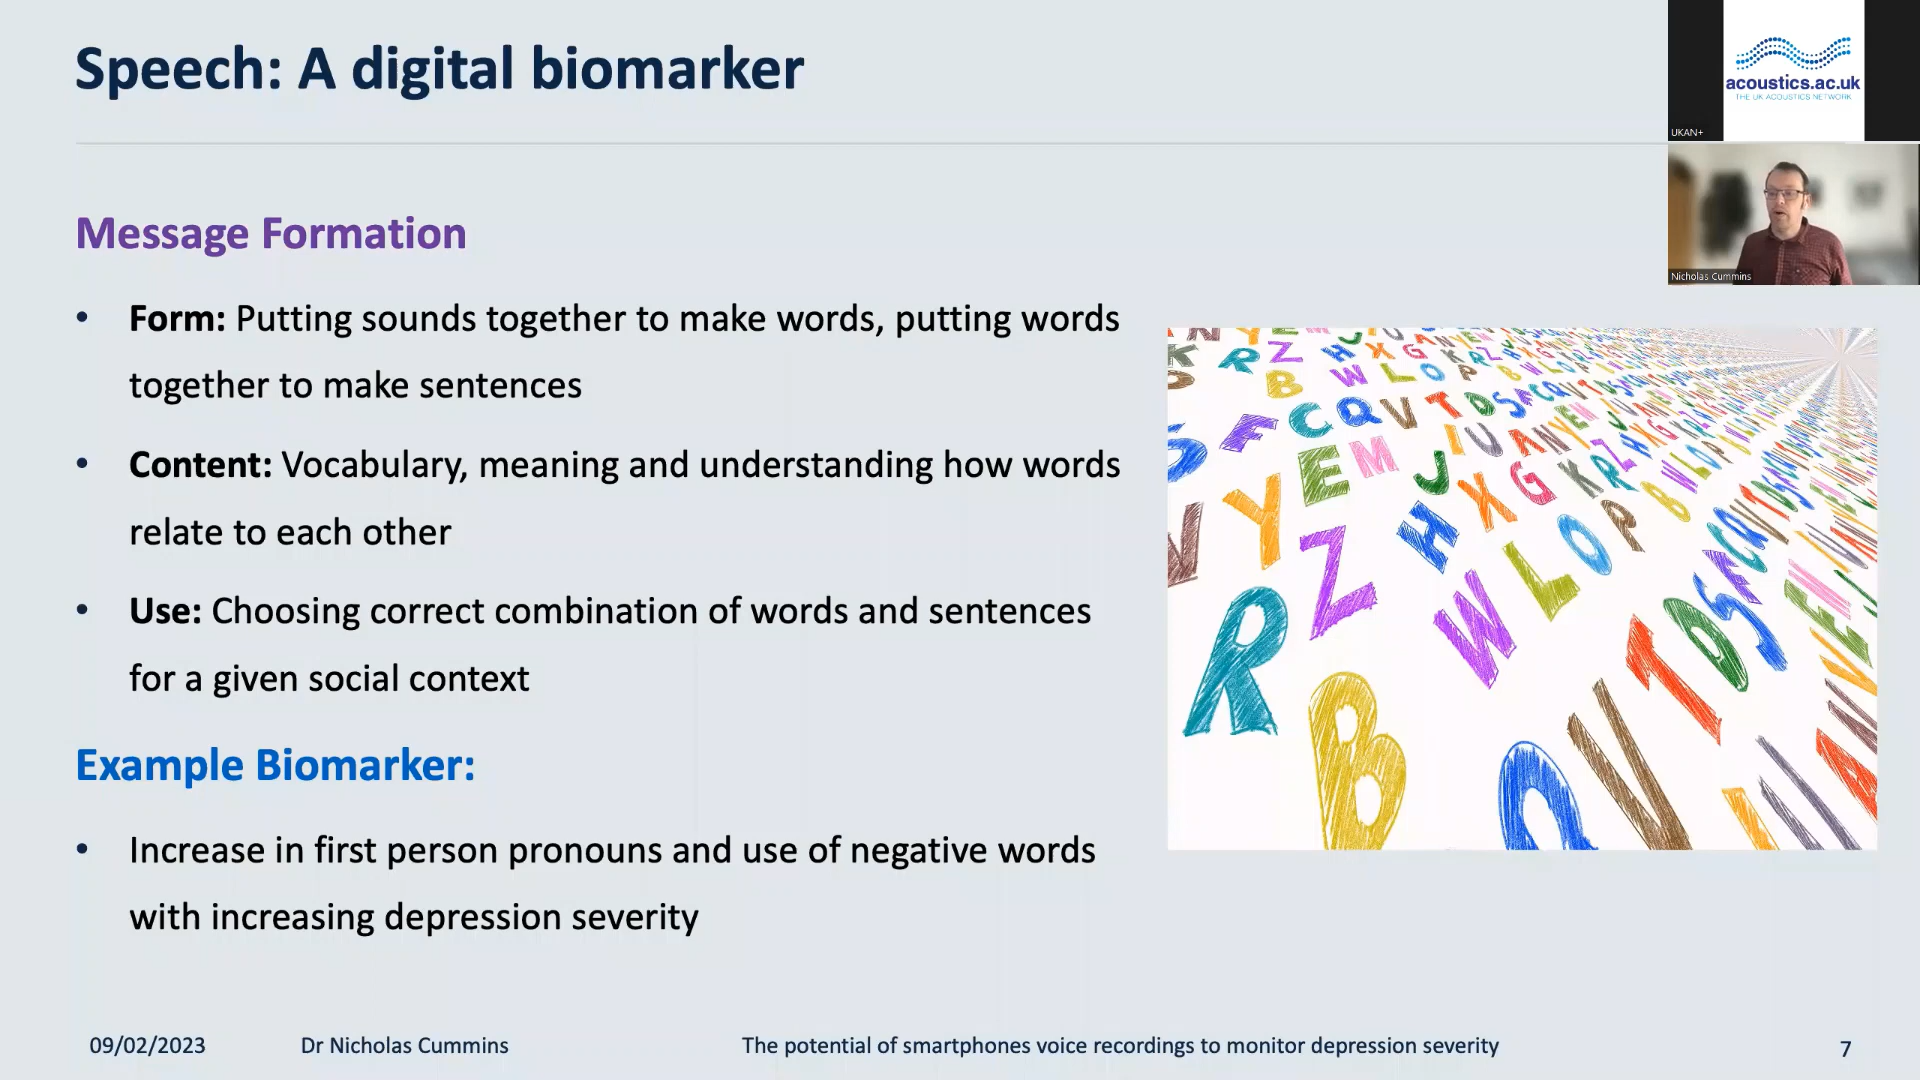 Speech: A digital biomarker
acoustics.ac.uk
THE UK ACOUSTICS NETWORK
UKAN+
Nicholas Cummins
Message Formation
• Form: Putting sounds together to make words, putting words
together to make sentences
• Content: Vocabulary, meaning and understanding how words
relate to each other
• Use: Choosing correct combination of words and sentences
for a given social context
Example Biomarker:
• Increase in first person pronouns and use of negative words
with increasing depression severity
09/02/2023
Dr Nicholas Cummins
The potential of smartphones voice recordings to monitor depression severity
7